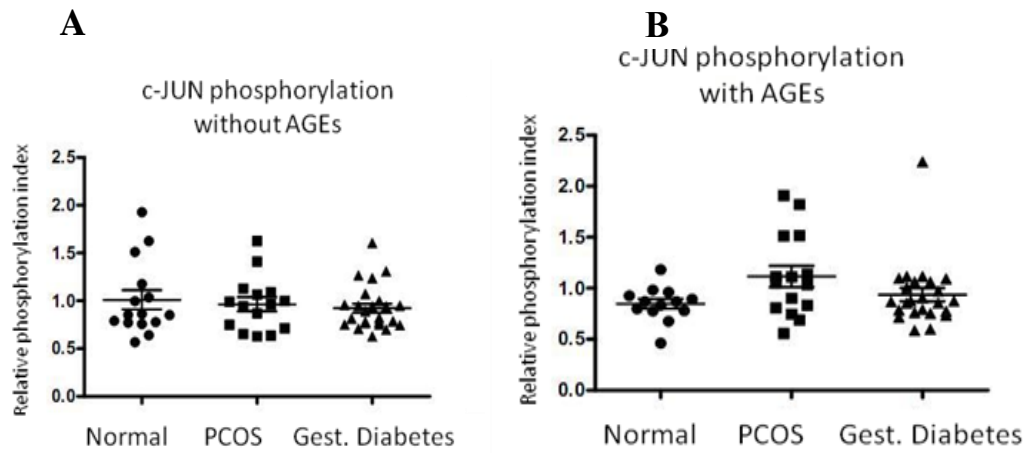 A
c-JUN phosphorylation
without AGEs
Relative phosphorylation index
2.5
2.0
1.5
1.0
0.5
0.0
Normal PCOS Gest. Diabetes
B
c-JUN phosphorylation
with AGEs
Relative phosphorylation index
2.5
2.0
1.5
1.0
0.5
0.0
Normal PCOS Gest. Diabetes